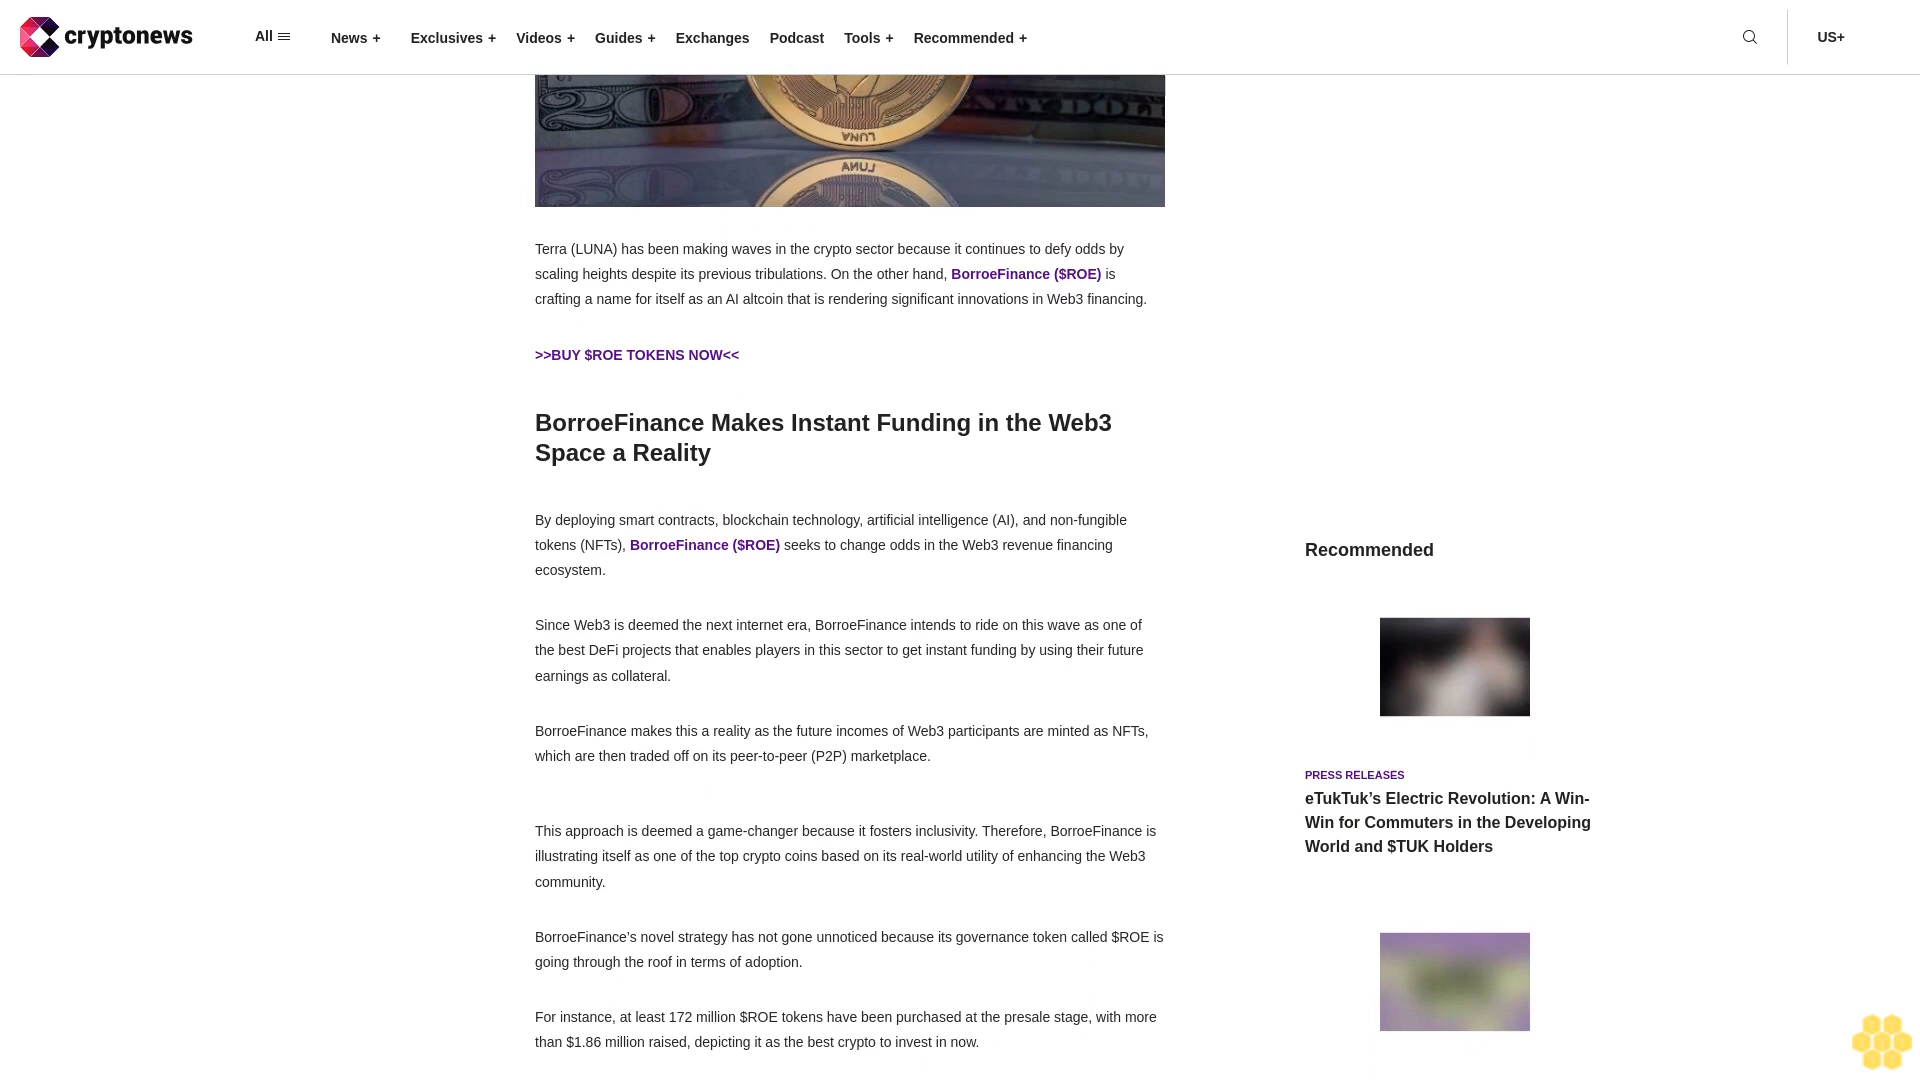 cryptonews
All
News +
Exclusives +
Videos +
Guides +
Exchanges
Podcast
Tools +
Recommended +
US+
LUNA
LUNA
Terra (LUNA) has been making waves in the crypto sector because it continues to defy odds by
scaling heights despite its previous tribulations. On the other hand, BorroeFinance ($ROE) is
crafting a name for itself as an AI altcoin that is rendering significant innovations in Web3 financing.
>>BUY $ROE TOKENS NOW<<
BorroeFinance Makes Instant Funding in the Web3
Space a Reality
By deploying smart contracts, blockchain technology, artificial intelligence (AI), and non-fungible
tokens (NFTs), BorroeFinance ($ROE) seeks to change odds in the Web3 revenue financing
ecosystem.
Since Web3 is deemed the next internet era, BorroeFinance intends to ride on this wave as one of
the best DeFi projects that enables players in this sector to get instant funding by using their future
earnings as collateral.
BorroeFinance makes this a reality as the future incomes of Web3 participants are minted as NFTs,
which are then traded off on its peer-to-peer (P2P) marketplace.
This approach is deemed a game-changer because it fosters inclusivity. Therefore, BorroeFinance is
illustrating itself as one of the top crypto coins based on its real-world utility of enhancing the Web3
community.
BorroeFinance’s novel strategy has not gone unnoticed because its governance token called $ROE is
going through the roof in terms of adoption.
For instance, at least 172 million $ROE tokens have been purchased at the presale stage, with more
than $1.86 million raised, depicting it as the best crypto to invest in now.
Recommended
PRESS RELEASES
eTukTuk’s Electric Revolution: A Win-
Win for Commuters in the Developing
World and $TUK Holders